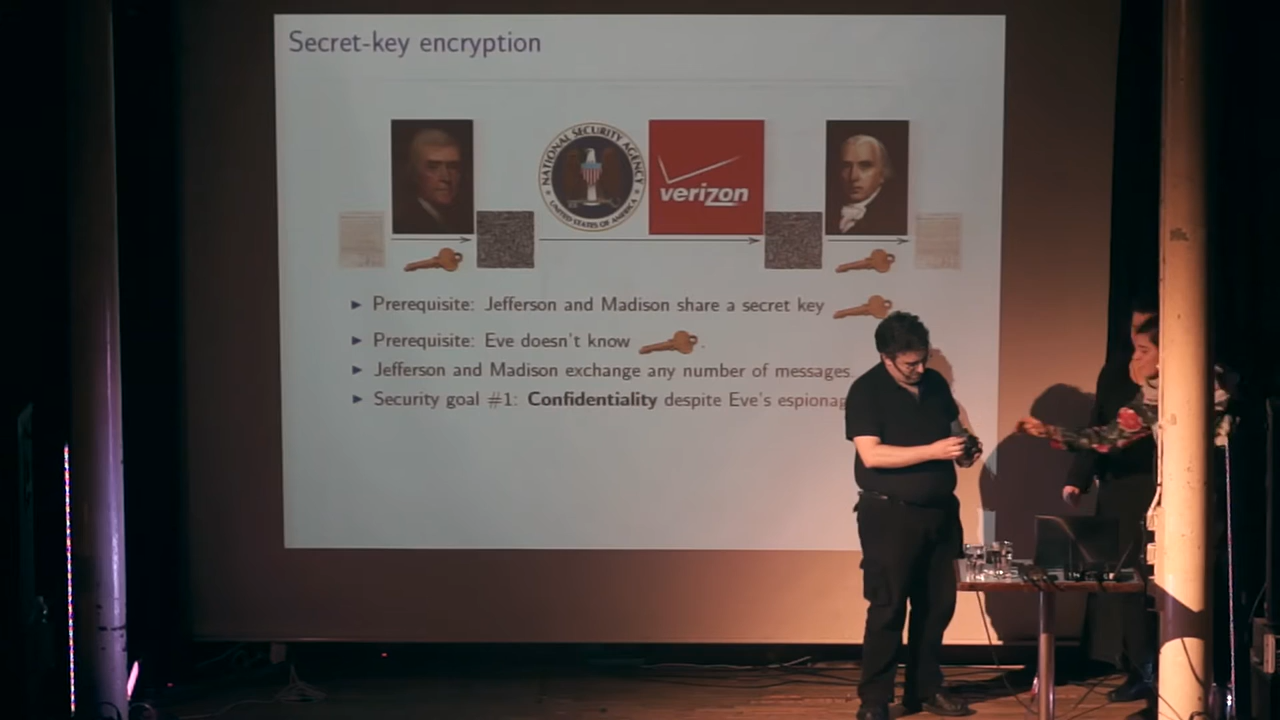 Secret-key encryption
NATIONAL SECURITY AGENCY
UNITED STATES OF AMERICA
verizon
► Prerequisite: Jefferson and Madison share a secret key
► Prerequisite: Eve doesn't know .
► Jefferson and Madison exchange any number of messages.
► Security goal #1: Confidentiality despite Eve's